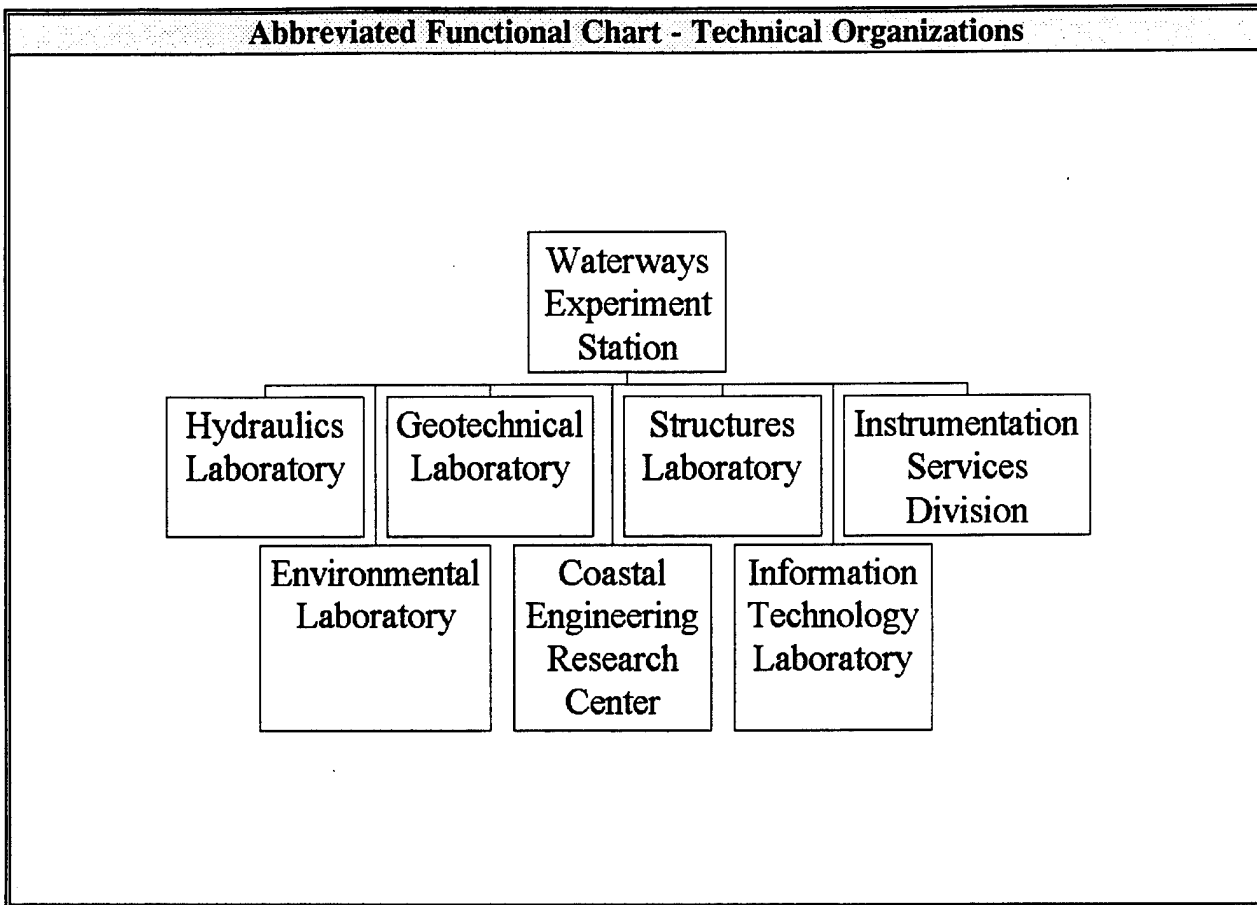 Abbreviated Functional Chart - Technical Organizations
Waterways
Experiment
Station
Hydraulics
Laboratory
Geotechnical
Laboratory
Structures
Laboratory
Instrumentation
Services
Division
Environmental
Laboratory
Coastal
Engineering
Research
Center
Information
Technology
Laboratory